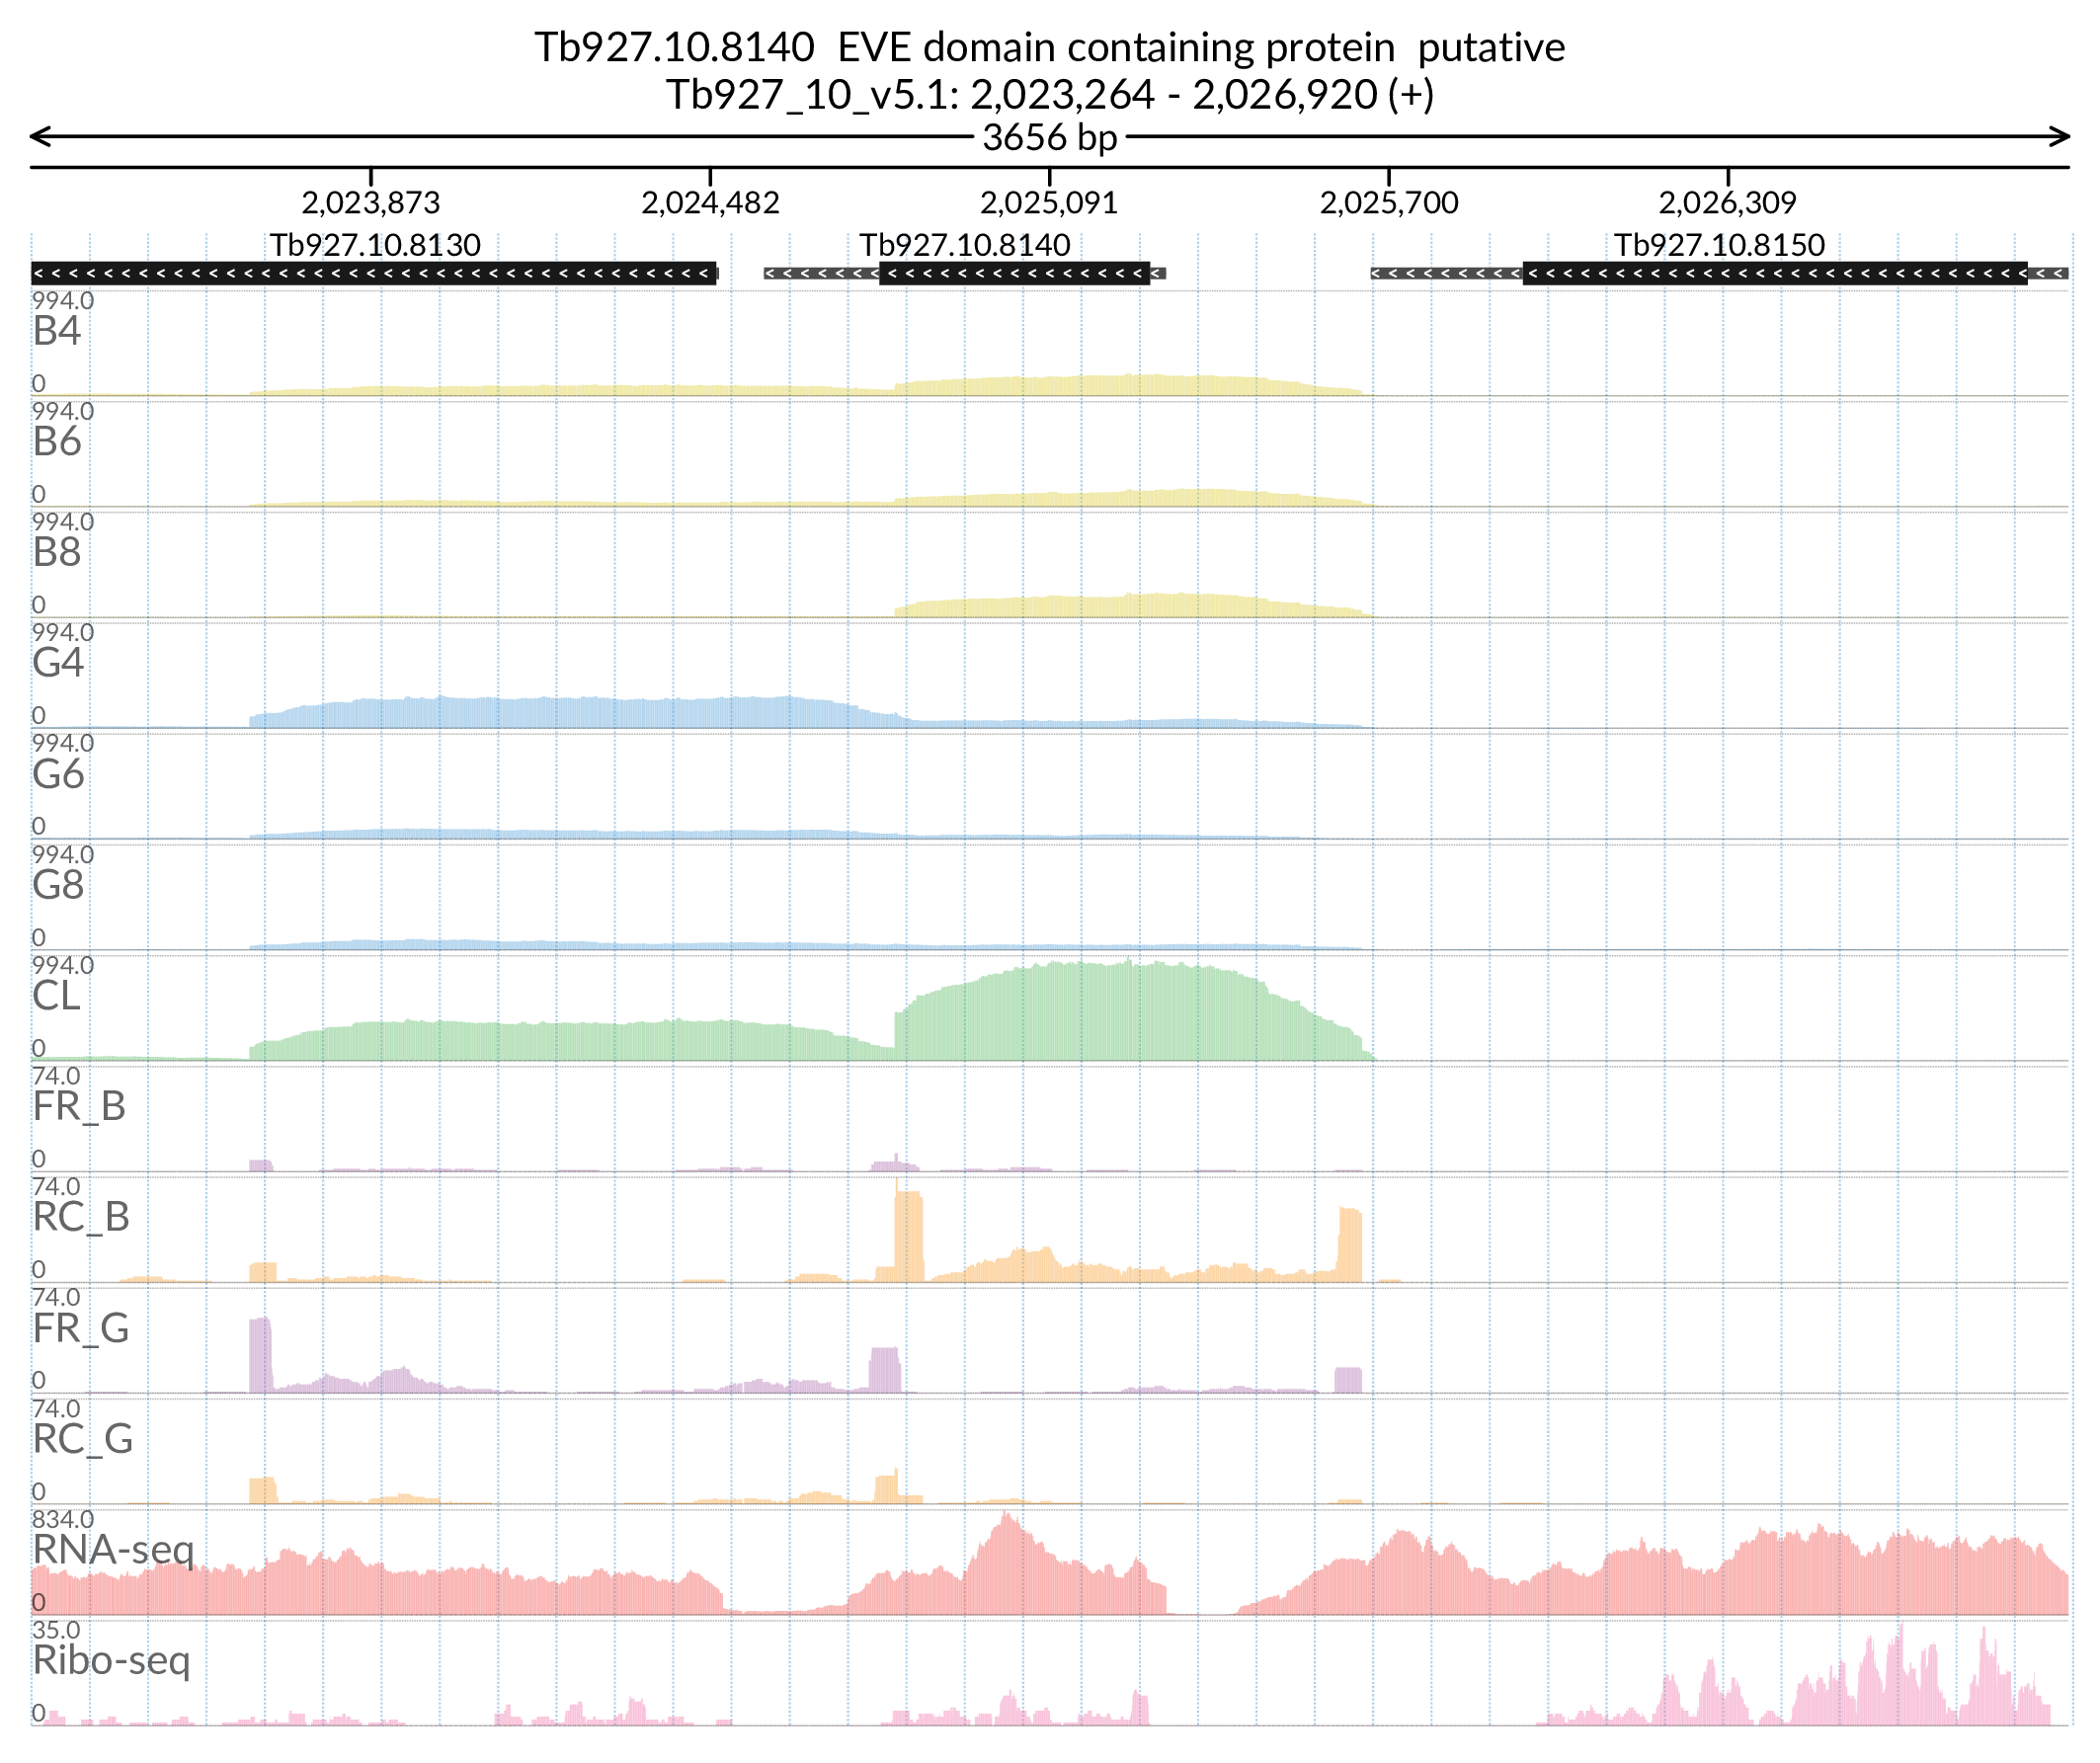 Tb927.10.8140  EVE domain containing protein  putative
Tb927_10_v5.1: 2,023,264 - 2,026,920 (+)
3656 bp
2,023,873 2,024,482 2,025,091 2,025,700 2,026,309
Tb927.10.8130 Tb927.10.8140 Tb927.10.8150
994.0
B4
0
994.0
B6
0
994.0
B8
0
994.0
G4
0
994.0
G6
0
994.0
G8
0
994.0
CL
0
74.0
FR_B
0
74.0
RC_B
0
74.0
FR_G
0
74.0
RC_G
0
834.0
RNA-seq
0
35.0
Ribo-seq
0